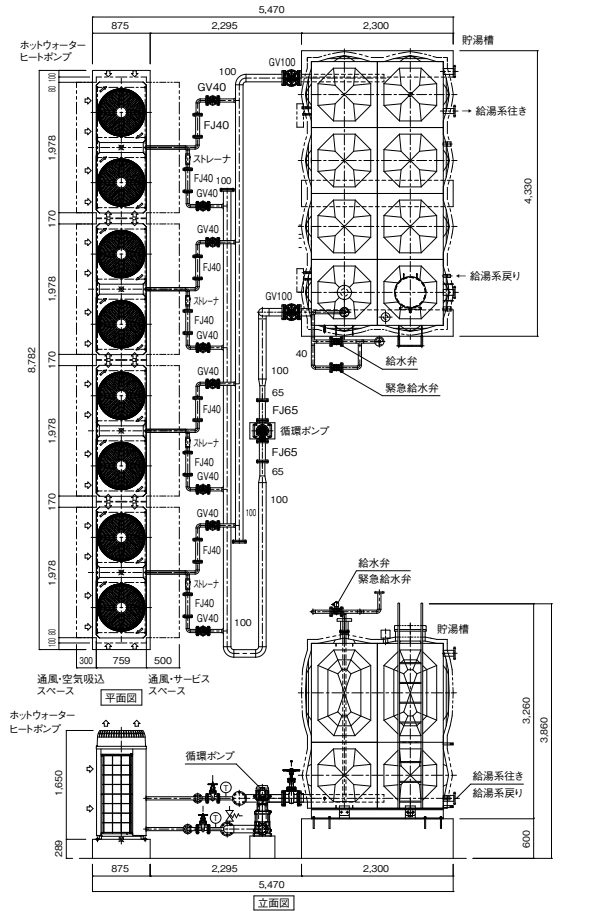 5,470
875
2,295
2,300
ホットウォーター
ヒートポンプ
貯湯槽
GV100
100
80 100
GV40
FJ40
→ 給湯系往き
ストレーナ
1,978
FJ40
100
GV40
4,330
170
GV40
FJ40
1,978
ストレーナ
FJ40
GV40
← 給湯系戻り
GV100
8,782
170
40
給水弁
100
緊急給水弁
65
GV40
FJ40
FJ65
循環ポンプ
1,978
ストレーナ
FJ40
FJ65
65
GV40
100
170
100
GV40
FJ40
1,978
ストレーナ
FJ40
給水弁
緊急給水弁
GV40
100
貯湯槽
100 80
300
759
500
通風・空気吸込
スペース
通風・サービス
スペース
平面図
ホットウォーター
ヒートポンプ
3,260
3,860
循環ポンプ
1,650
T
T
給湯系往き
給湯系戻り
289
600
875
2,295
2,300
5,470
立面図